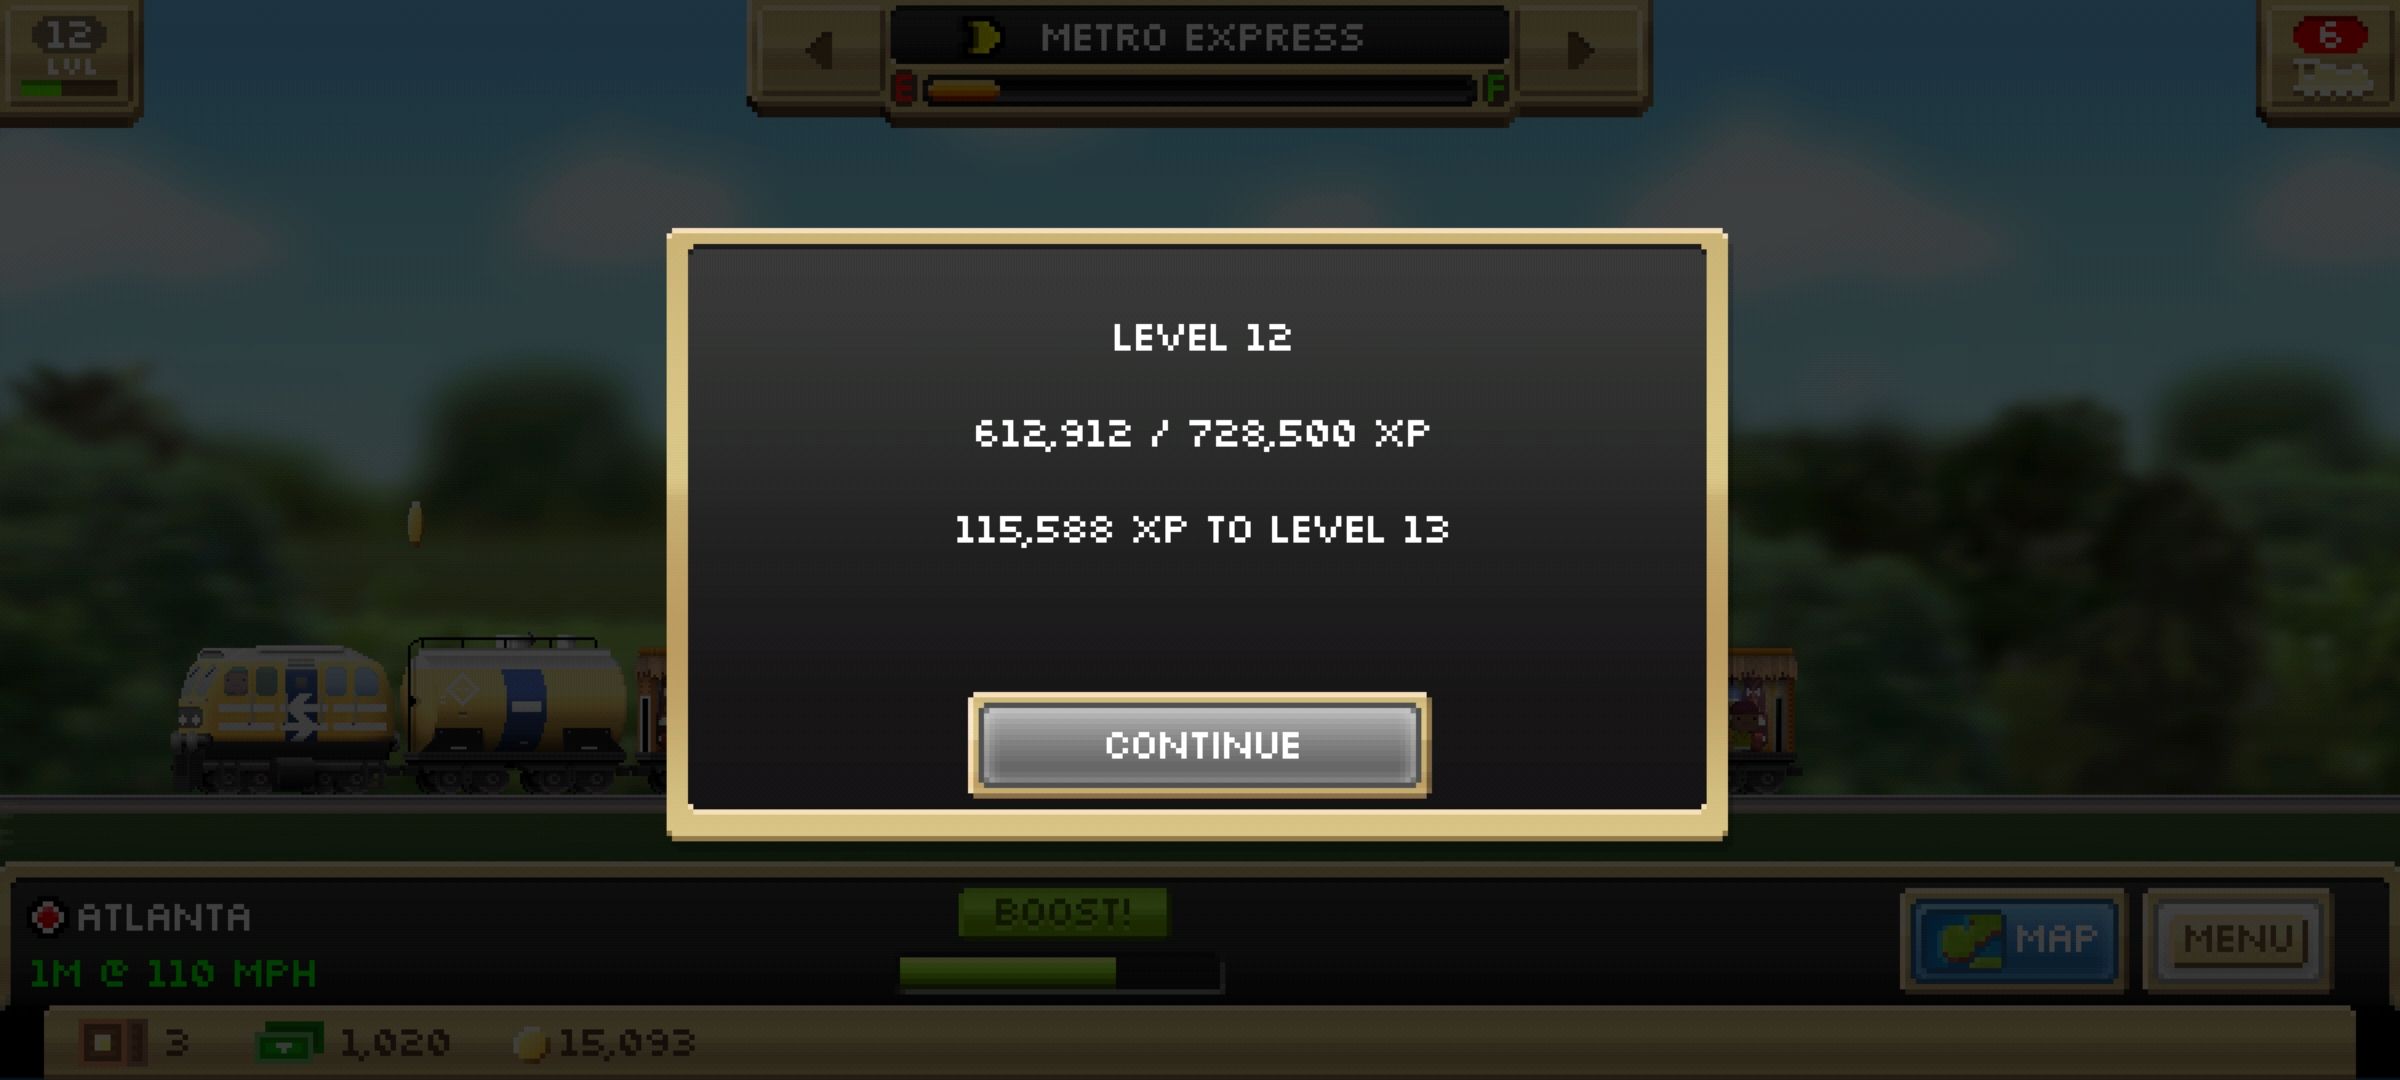 12
LVL
METRO EXPRESS
E F
6
LEVEL 12
612,912 / 728,500 XP
115,588 XP TO LEVEL 13
CONTINUE
ATLANTA
1M @ 110 MPH
BOOST!
MAP
MENU
3 1,020 15,093